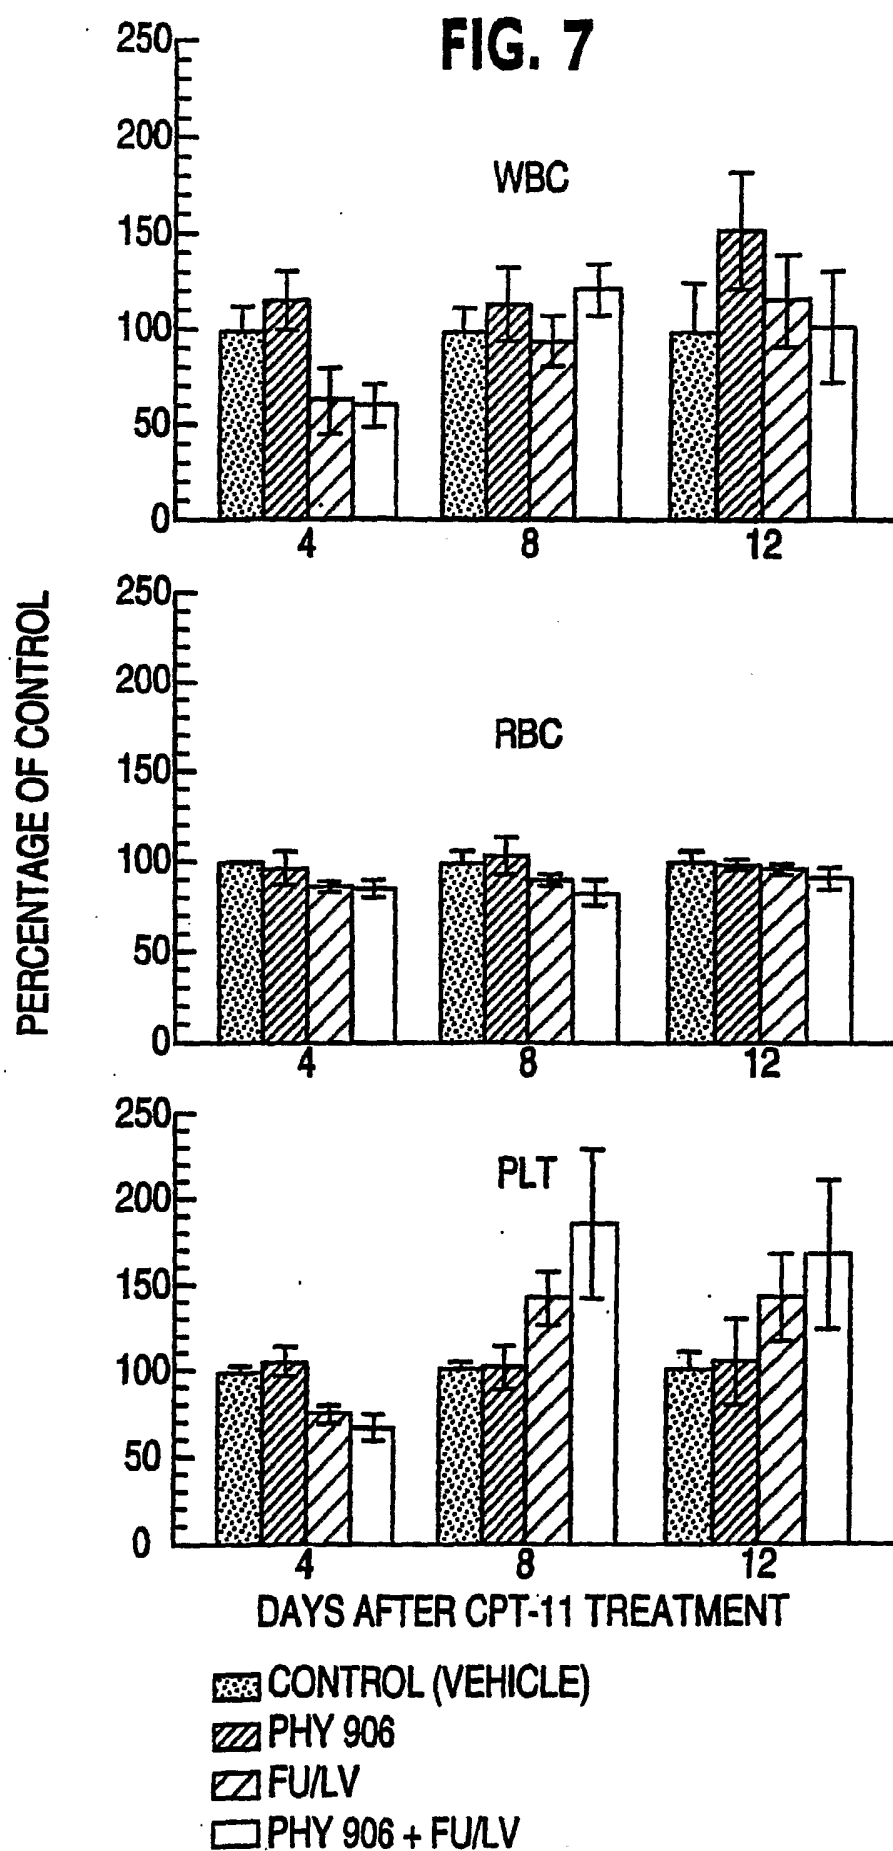 FIG. 7
PERCENTAGE OF CONTROL
250
200
150
100
50
0
WBC
4 8 12
250
200
150
100
50
0
RBC
4 8 12
250
200
150
100
50
0
PLT
4 8 12
DAYS AFTER CPT-11 TREATMENT
CONTROL (VEHICLE)
PHY 906
FU/LV
PHY 906 + FU/LV